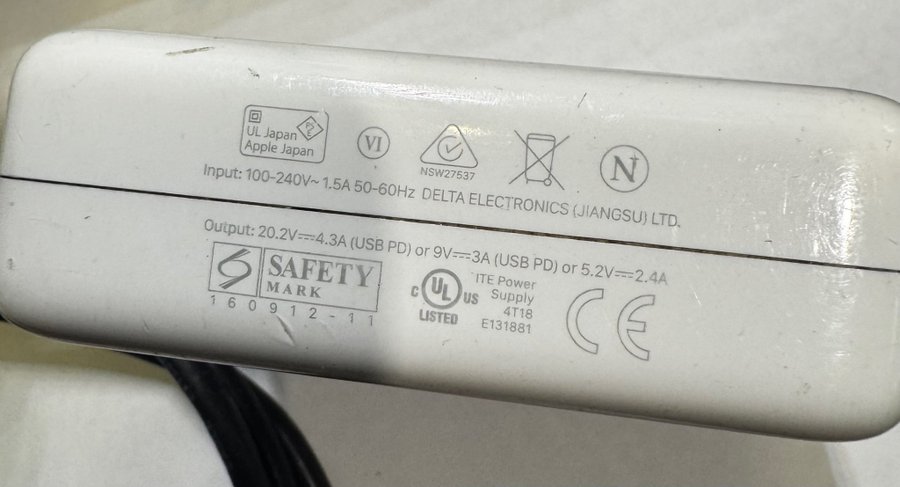 UL Japan
Apple Japan
PS
E
VI
NSW27537
N
Input: 100-240V~ 1.5A 50-60Hz DELTA ELECTRONICS (JIANGSU) LTD.
Output: 20.2V⎓4.3A (USB PD) or 9V⎓3A (USB PD) or 5.2V⎓2.4A
SAFETY
MARK
160912-11
C UL US
LISTED
ITE Power
Supply
4T18
E131881
CE